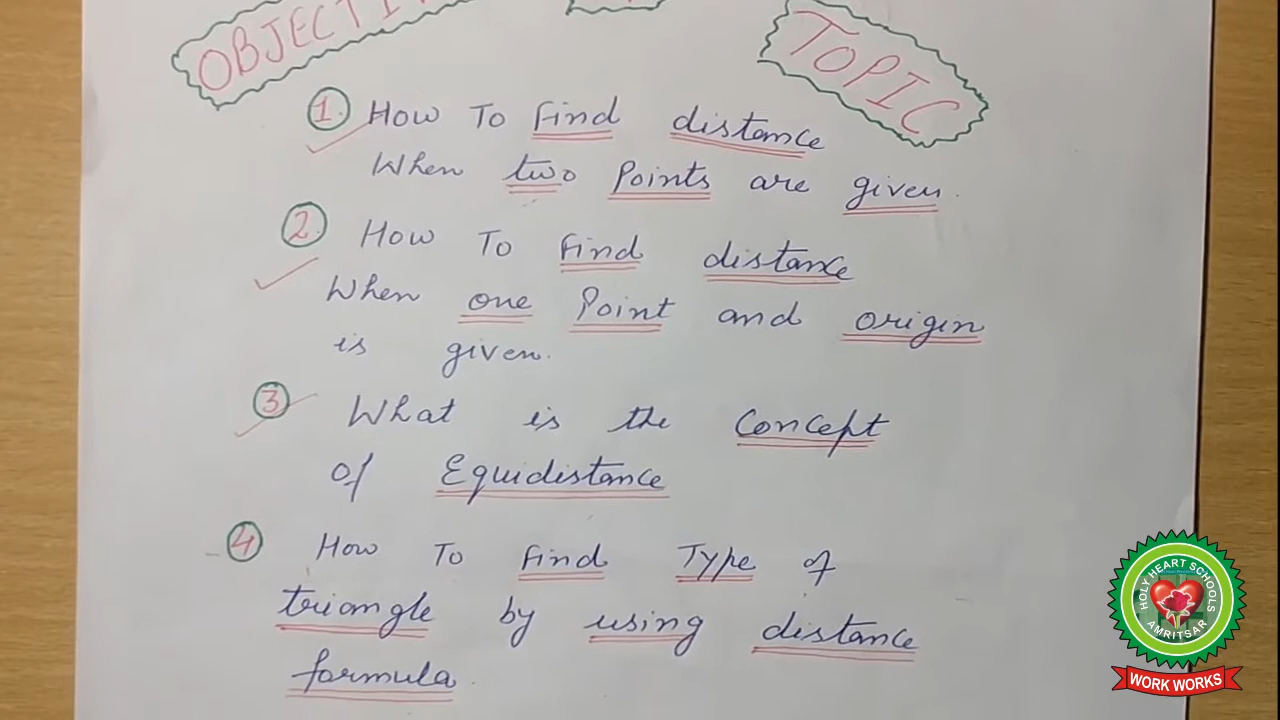 OBJECTI
TOPIC
1. How To find distance
When two Points are given.
2. How To find distance
When one Point and origin
is given.
3 What is the Concept
of Equidistance
4 How To find Type of
triangle by using distance
formula.
HOLY HEART SCHOOLS
AMRITSAR
WORK WORKS